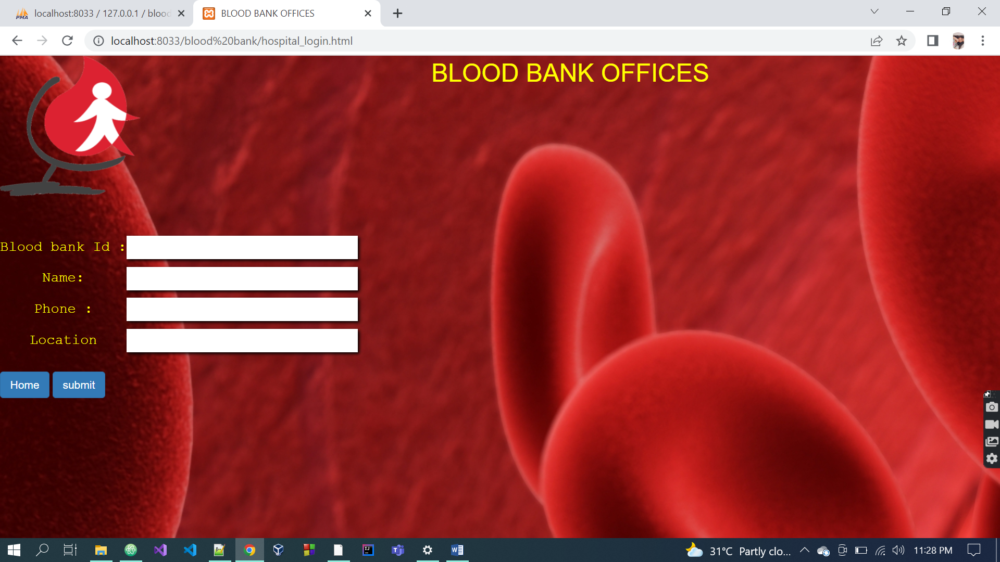 localhost:8033 / 127.0.0.1 / blood
BLOOD BANK OFFICES
localhost:8033/blood%20bank/hospital_login.html
BLOOD BANK OFFICES
Blood bank Id :
Name:
Phone :
Location
Home submit
31°C Partly clo... 11:28 PM